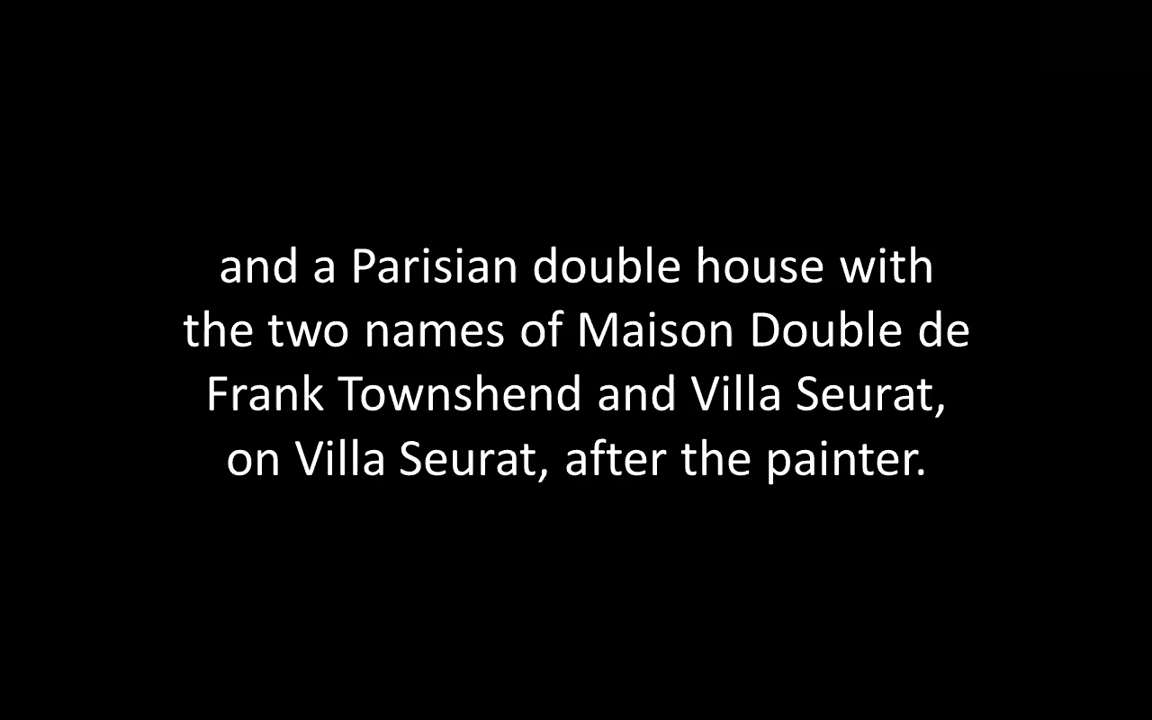 and a Parisian double house with
the two names of Maison Double de
Frank Townshend and Villa Seurat,
on Villa Seurat, after the painter.